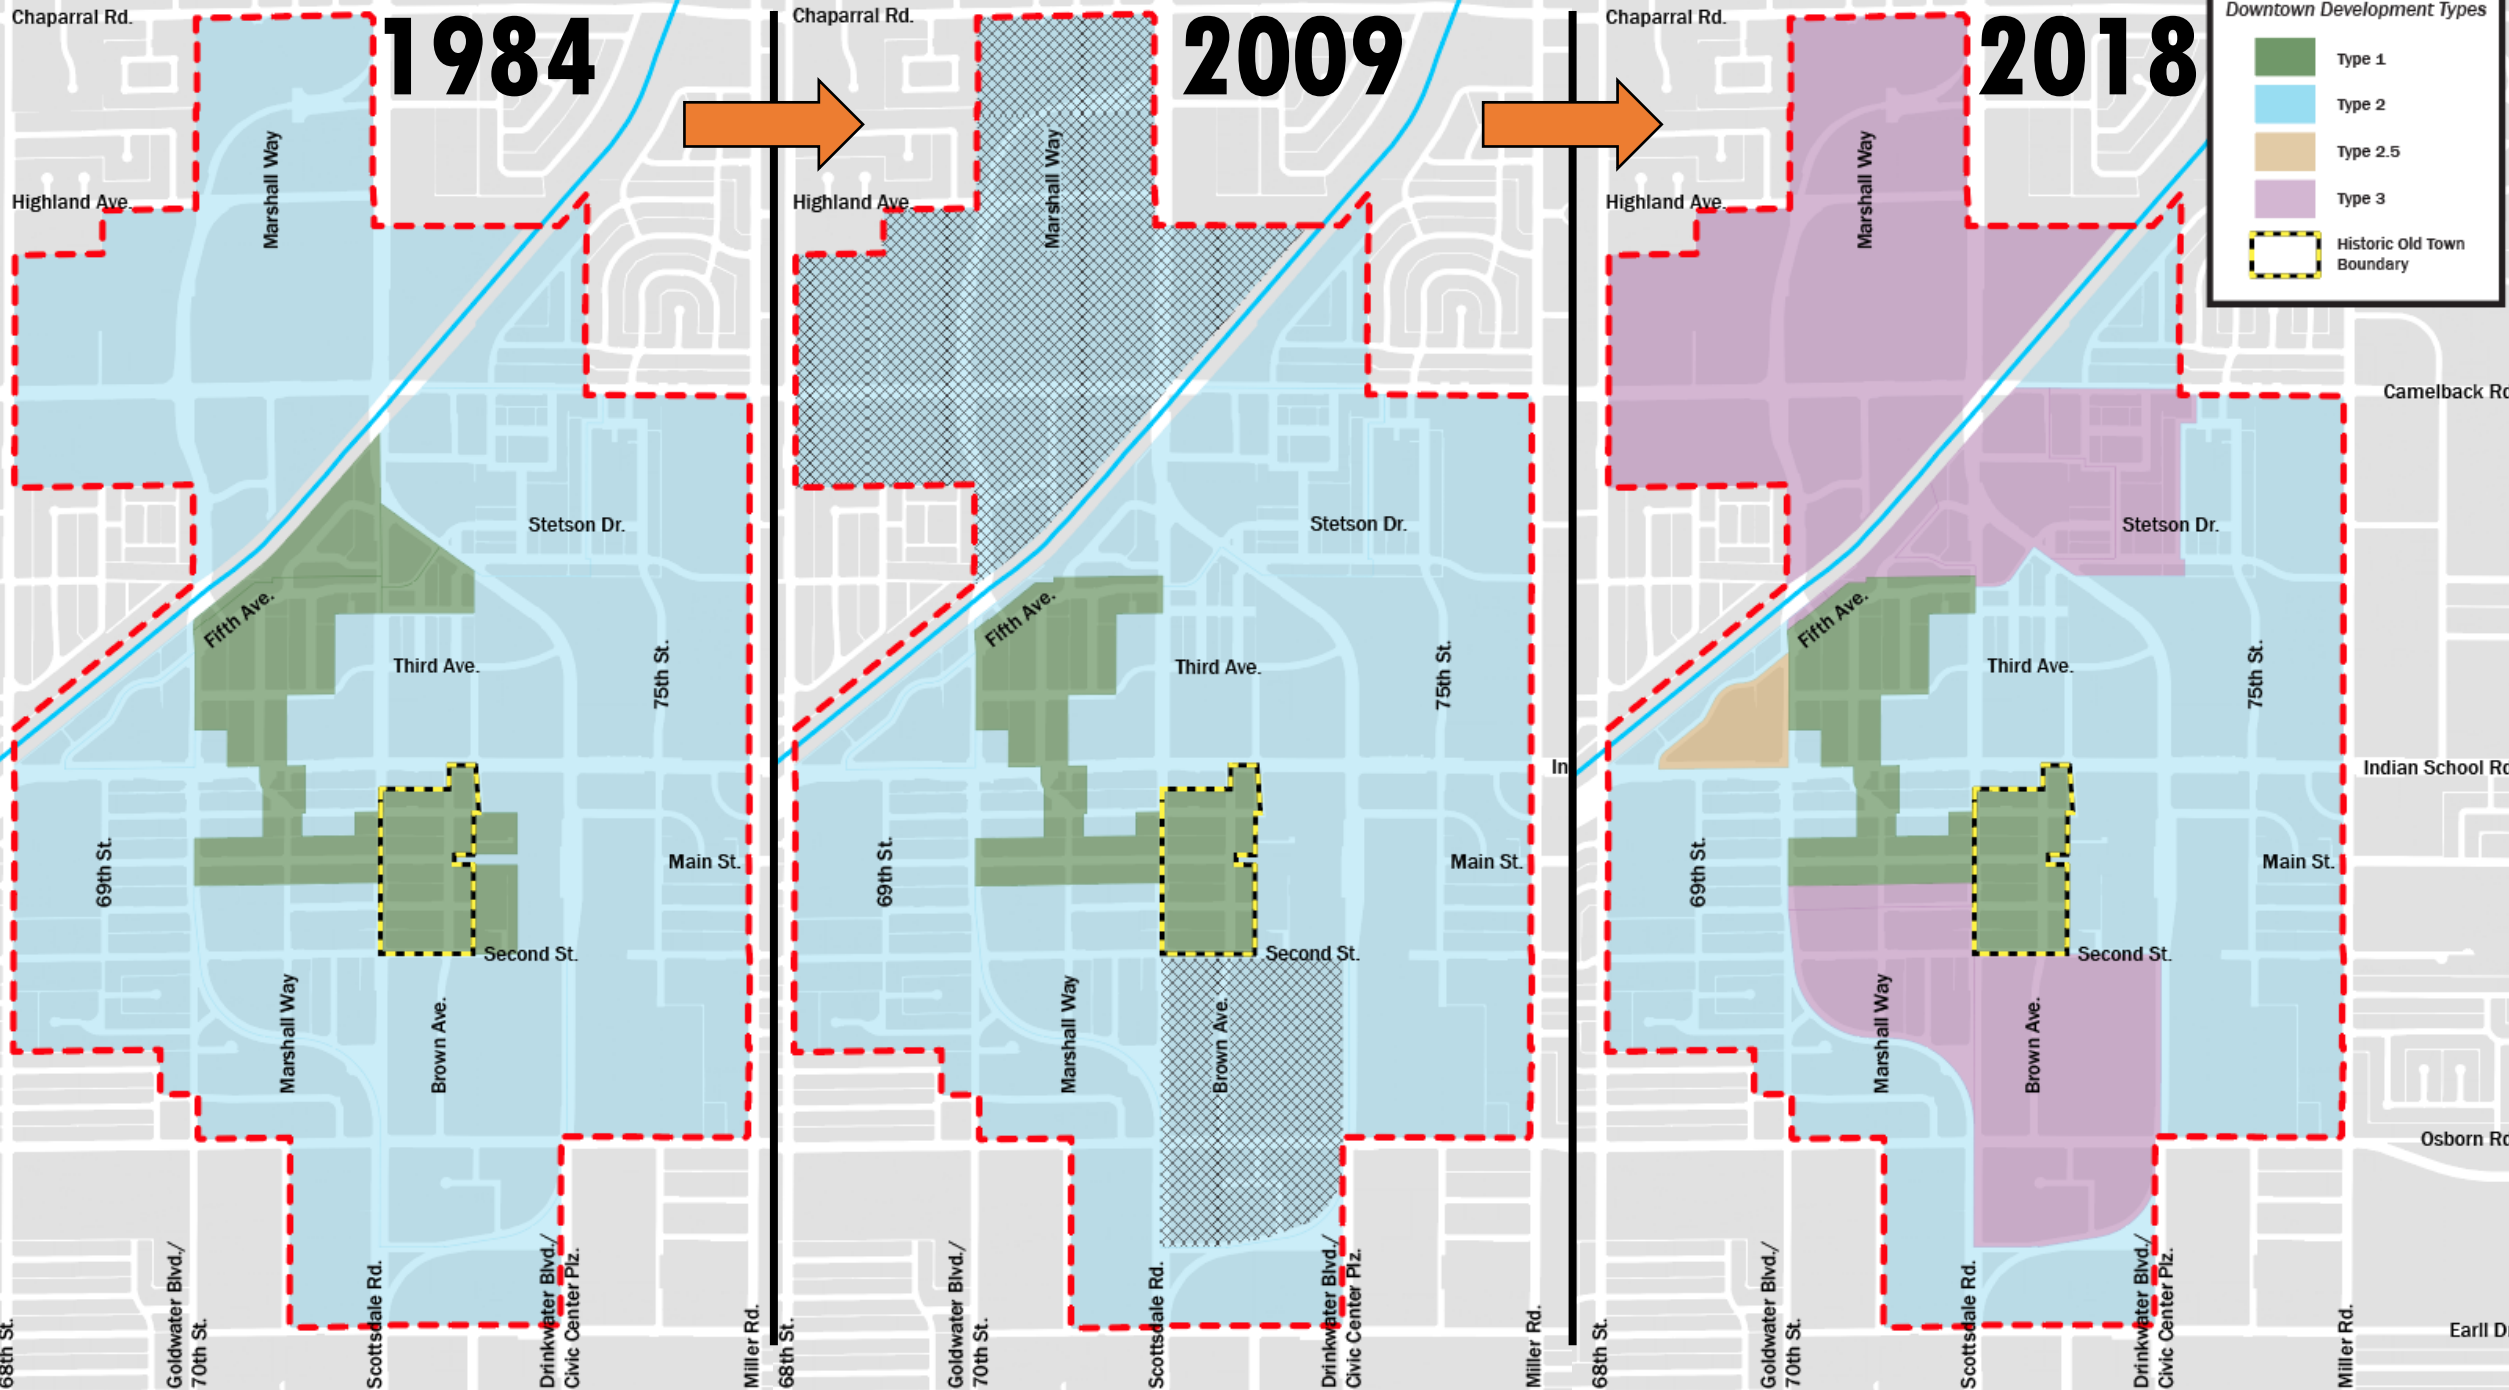 1984
Chaparral Rd.
Marshall Way
Highland Ave.
Stetson Dr.
Fifth Ave.
Third Ave.
75th St.
69th St.
Main St.
Second St.
Marshall Way
Brown Ave.
68th St.
Goldwater Blvd./
70th St.
Scottsdale Rd.
Drinkwater Blvd./
Civic Center Plz.
Miller Rd.
2009
Chaparral Rd.
Marshall Way
Highland Ave.
Stetson Dr.
Fifth Ave.
Third Ave.
75th St.
In
69th St.
Main St.
Second St.
Marshall Way
Brown Ave.
68th St.
Goldwater Blvd./
70th St.
Scottsdale Rd.
Drinkwater Blvd./
Civic Center Plz.
Miller Rd.
2018
Chaparral Rd.
Marshall Way
Highland Ave.
Camelback Rd
Stetson Dr.
Fifth Ave.
Third Ave.
75th St.
Indian School Rd
69th St.
Main St.
Second St.
Marshall Way
Brown Ave.
Osborn Rd
68th St.
Goldwater Blvd./
70th St.
Scottsdale Rd.
Drinkwater Blvd./
Civic Center Plz.
Miller Rd.
Earll D
Downtown Development Types
Type 1
Type 2
Type 2.5
Type 3
Historic Old Town
Boundary